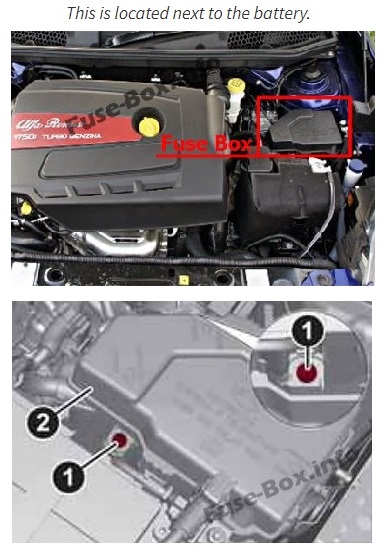 This is located next to the battery.
Fuse-Box.info
Alfa Romeo
1750i TURBO BENZINA
Fuse Box
1
2
1
Fuse-Box.info